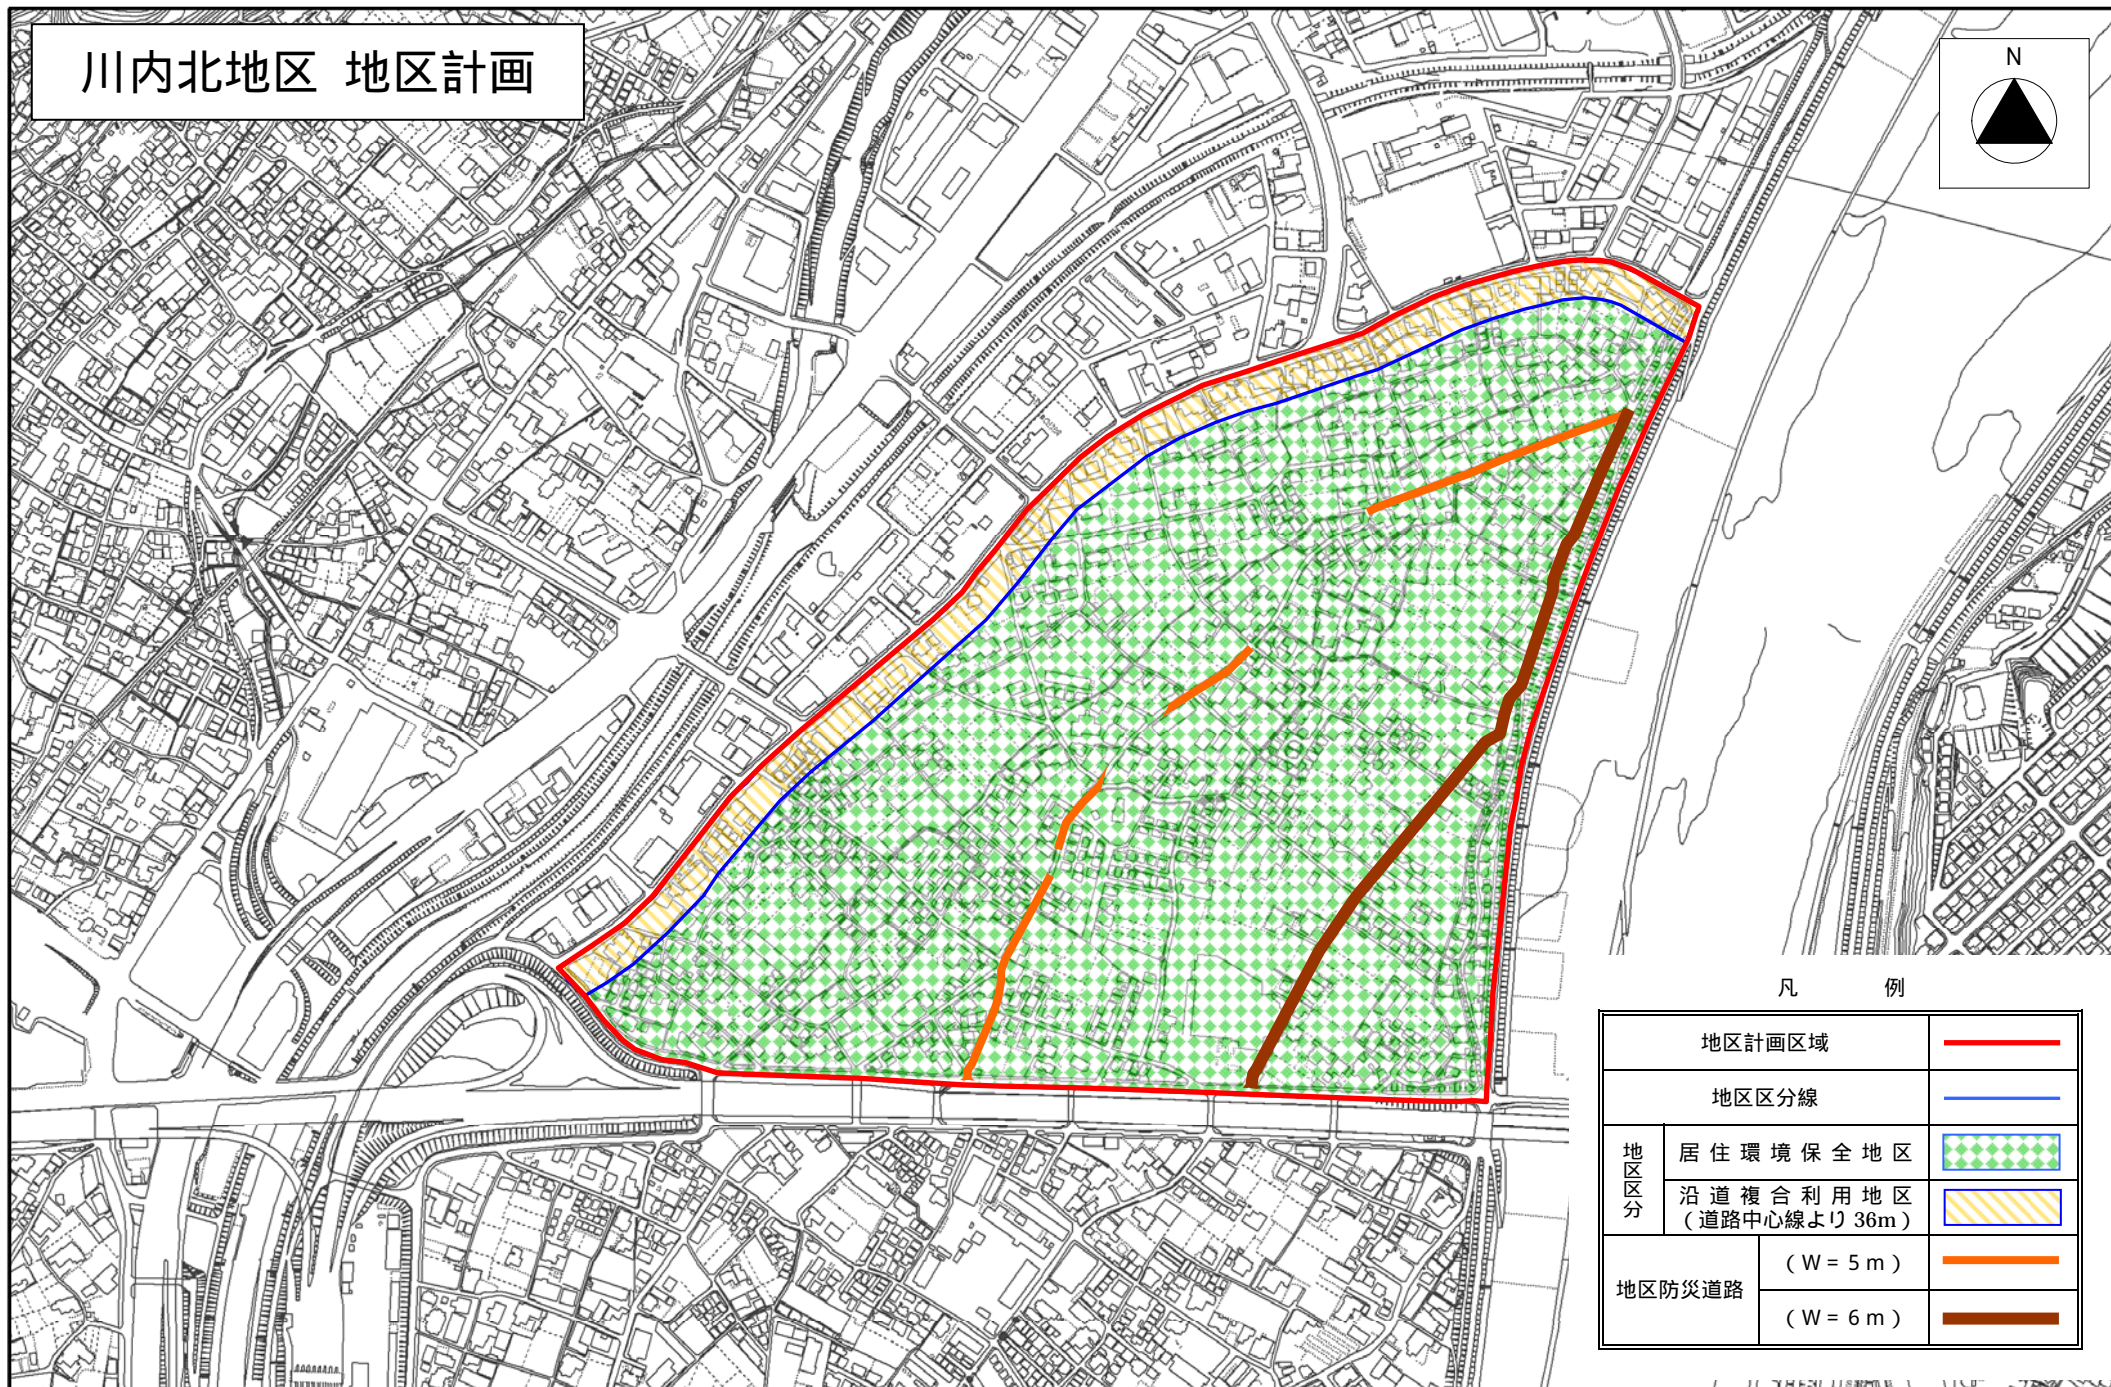 川内北地区 地区計画
N
凡 例
地区計画区域
地区区分線
地区区分
居住環境保全地区
沿道複合利用地区
(道路中心線より 36m)
地区防災道路
(W=5m)
(W=6m)